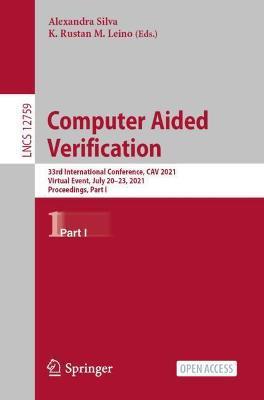 Alexandra Silva
K. Rustan M. Leino (Eds.)
LNCS 12759
Computer Aided
Verification
33rd International Conference, CAV 2021
Virtual Event, July 20–23, 2021
Proceedings, Part I
1 Part I
Springer
OPEN ACCESS